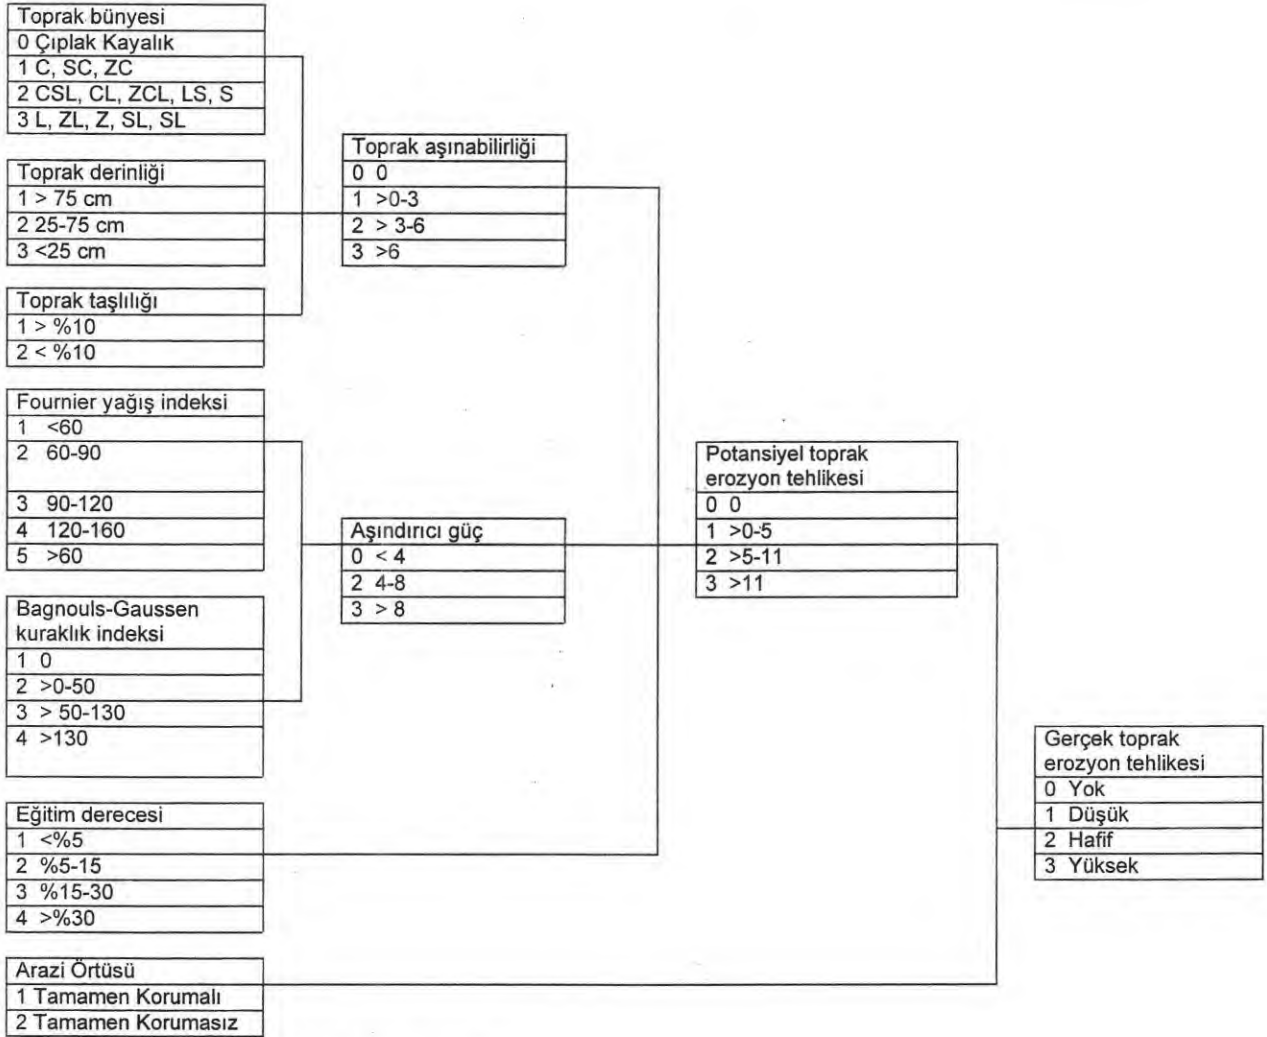 Toprak bünyesi
0 Çıplak Kayalık
1 C, SC, ZC
2 CSL, CL, ZCL, LS, S
3 L, ZL, Z, SL, SL
Toprak derinliği
1 > 75 cm
2 25-75 cm
3 <25 cm
Toprak taşlılığı
1 > %10
2 < %10
Fournier yağış indeksi
1 <60
2 60-90
3 90-120
4 120-160
5 >60
Bagnouls-Gaussen
kuraklık indeksi
1 0
2 >0-50
3 > 50-130
4 >130
Eğitim derecesi
1 <%5
2 %5-15
3 %15-30
4 >%30
Arazi Örtüsü
1 Tamamen Korumalı
2 Tamamen Korumasız
Toprak aşınabilirliği
0 0
1 >0-3
2 > 3-6
3 >6
Aşındırıcı güç
0 < 4
2 4-8
3 > 8
Potansiyel toprak
erozyon tehlikesi
0 0
1 >0-5
2 >5-11
3 >11
Gerçek toprak
erozyon tehlikesi
0 Yok
1 Düşük
2 Hafif
3 Yüksek